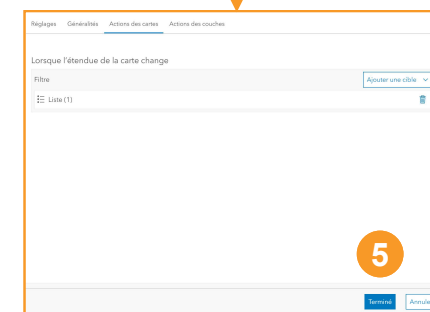 Réglages Généralités Actions des cartes Actions des couches
Lorsque l'étendue de la carte change
Filtre Ajouter une cible
Liste (1)
5
Terminé Annule